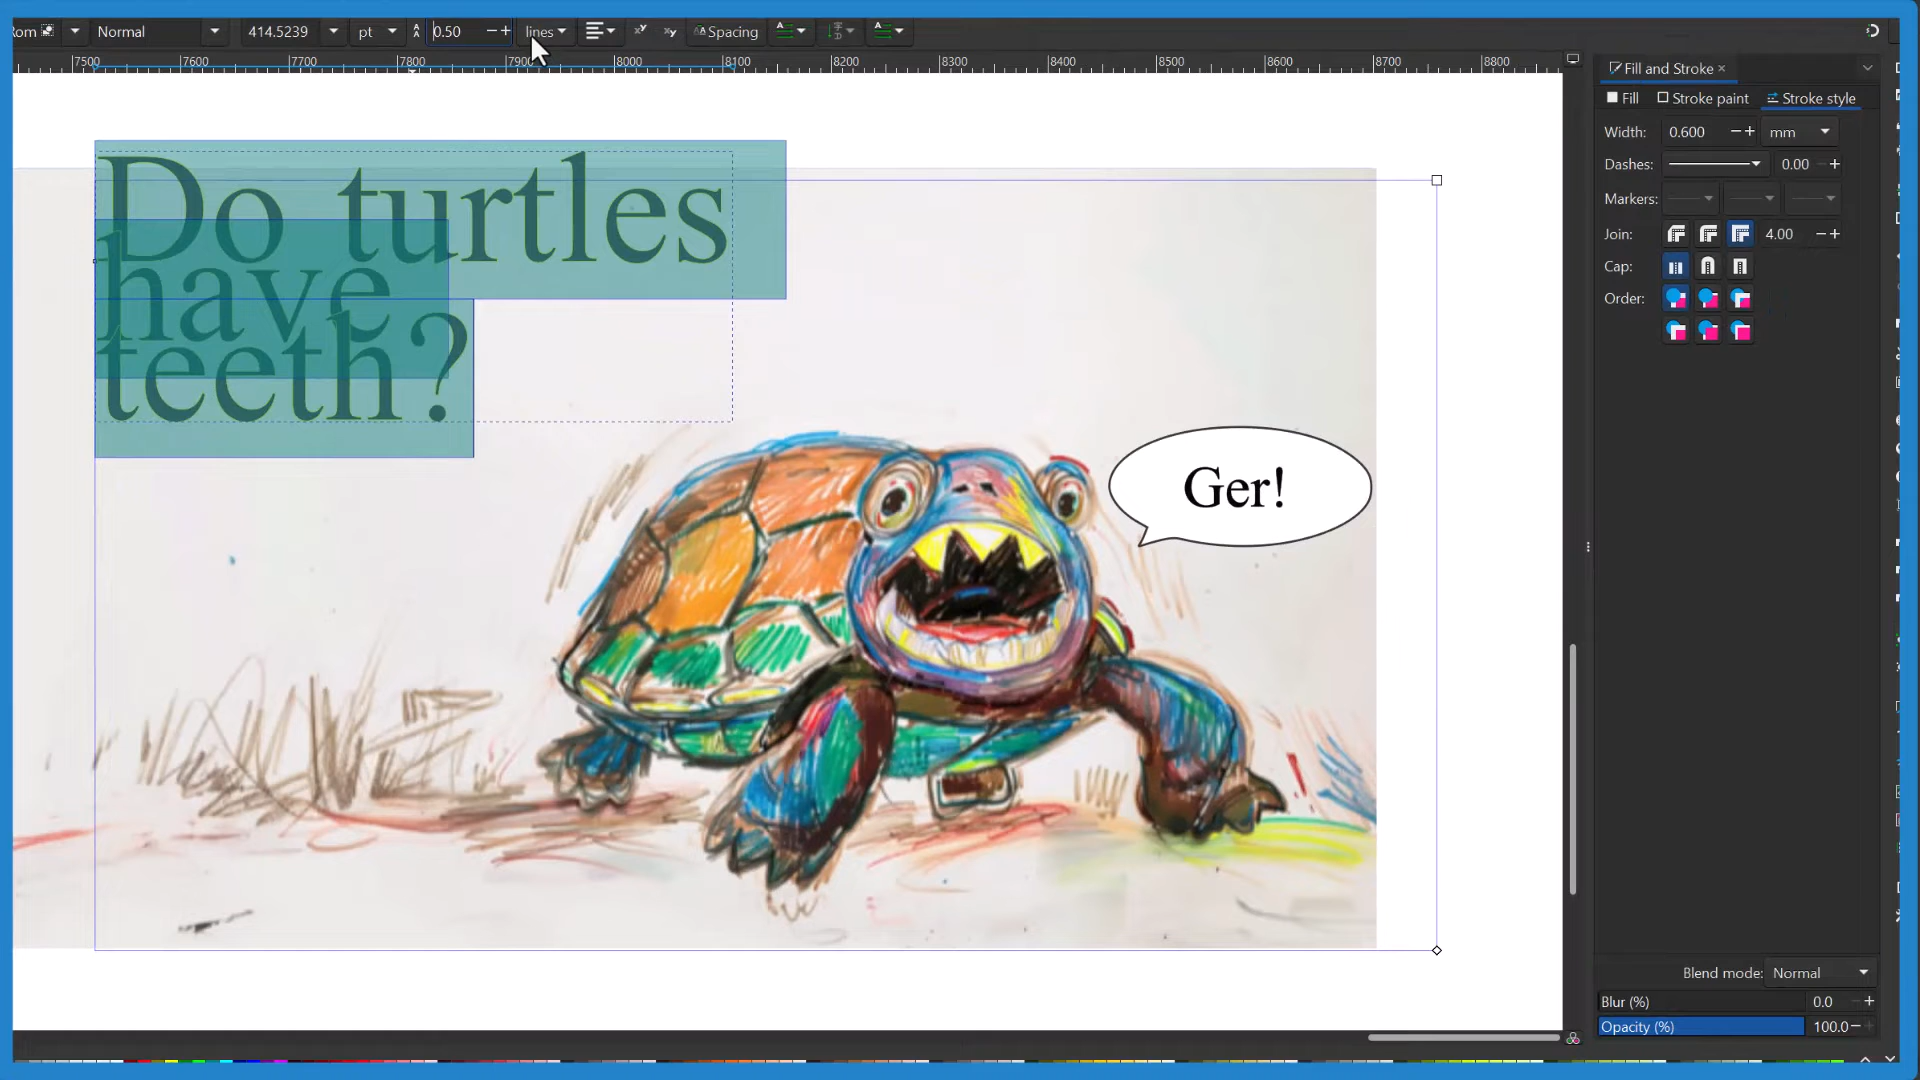 om Normal 414.5239 pt 0.50 lines Spacing
7500 7600 7700 7800 7900 8000 8100 8200 8300 8400 8500 8600 8700 8800
Fill and Stroke
Fill Stroke paint Stroke style
Width: 0.600 mm
Dashes: 0.00
Markers:
Join: 4.00
Cap:
Order:
Do turtles
have
teeth?
Ger!
Blend mode: Normal
Blur (%) 0.0
Opacity (%) 100.0